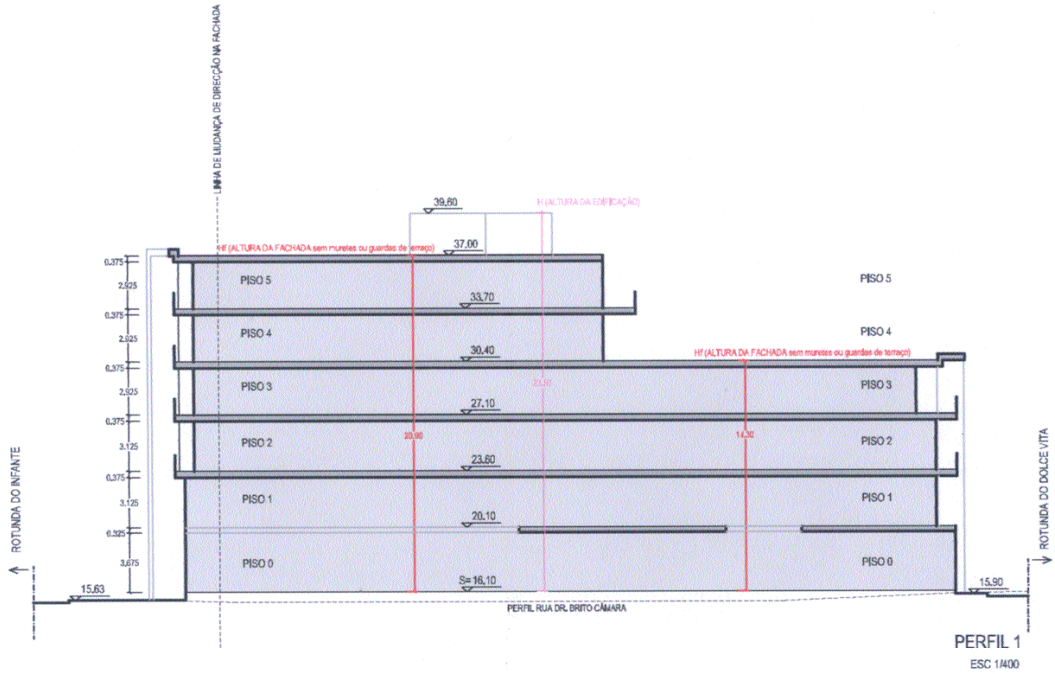 LINHA DE MUDANÇA DE DIRECÇÃO NA FACHADA
39.60
H (ALTURA DA EDIFICAÇÃO)
Hf (ALTURA DA FACHADA sem muretes ou guardas de terraço)
37.00
0.375
PISO 5
PISO 5
2.925
33.70
0.375
PISO 4
PISO 4
2.925
30.40
Hf (ALTURA DA FACHADA sem muretes ou guardas de terraço)
0.375
PISO 3
23.50
PISO 3
2.925
27.10
0.375
20.90
14.30
PISO 2
PISO 2
3.125
23.60
0.375
PISO 1
PISO 1
3.125
20.10
0.325
PISO 0
PISO 0
3.675
S= 16.10
15.63
15.90
PERFIL RUA DR. BRITO CÂMARA
ROTUNDA DO INFANTE
ROTUNDA DO DOLCE VITA
PERFIL 1
ESC 1/400